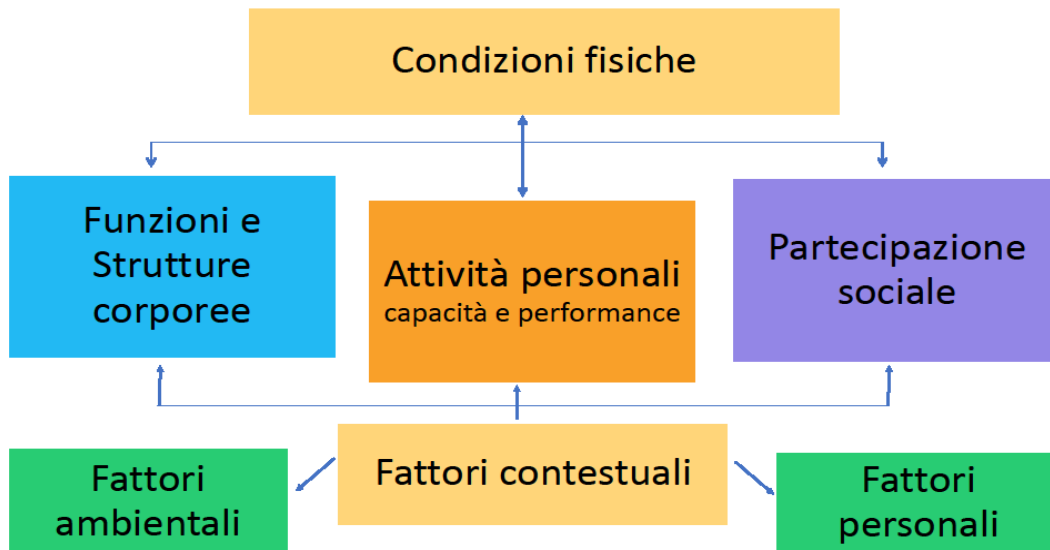 Condizioni fisiche
Funzioni e
Strutture
corporee
Attività personali
capacità e performance
Partecipazione
sociale
Fattori
ambientali
Fattori contestuali
Fattori
personali